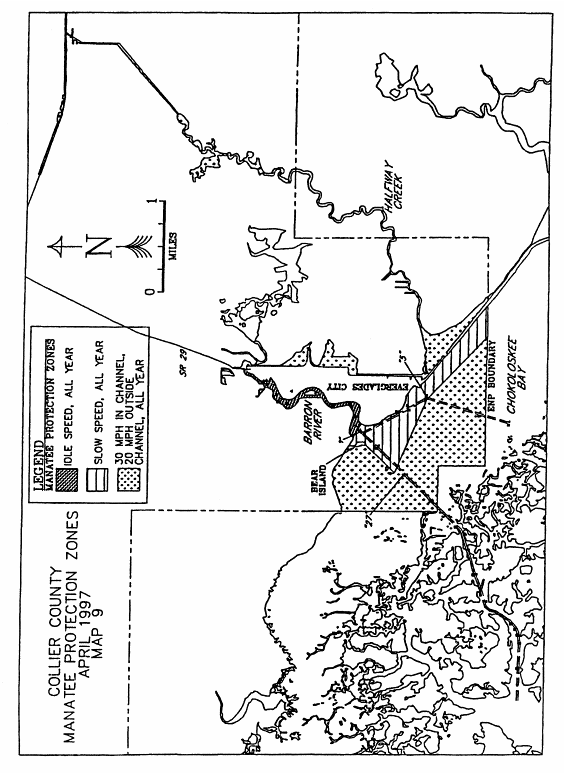 COLLIER COUNTY
MANATEE PROTECTION ZONES
APRIL 1997
MAP 9
LEGEND
MANATEE PROTECTION ZONES
IDLE SPEED, ALL YEAR
SLOW SPEED, ALL YEAR
30 MPH IN CHANNEL,
20 MPH OUTSIDE
CHANNEL, ALL YEAR
N
0
1
MILES
SR 29
HALFWAY
CREEK
BARRON
RIVER
EVERGLADES CITY
BEAR
ISLAND
ENP BOUNDARY
CHOKOLOSKEE
BAY